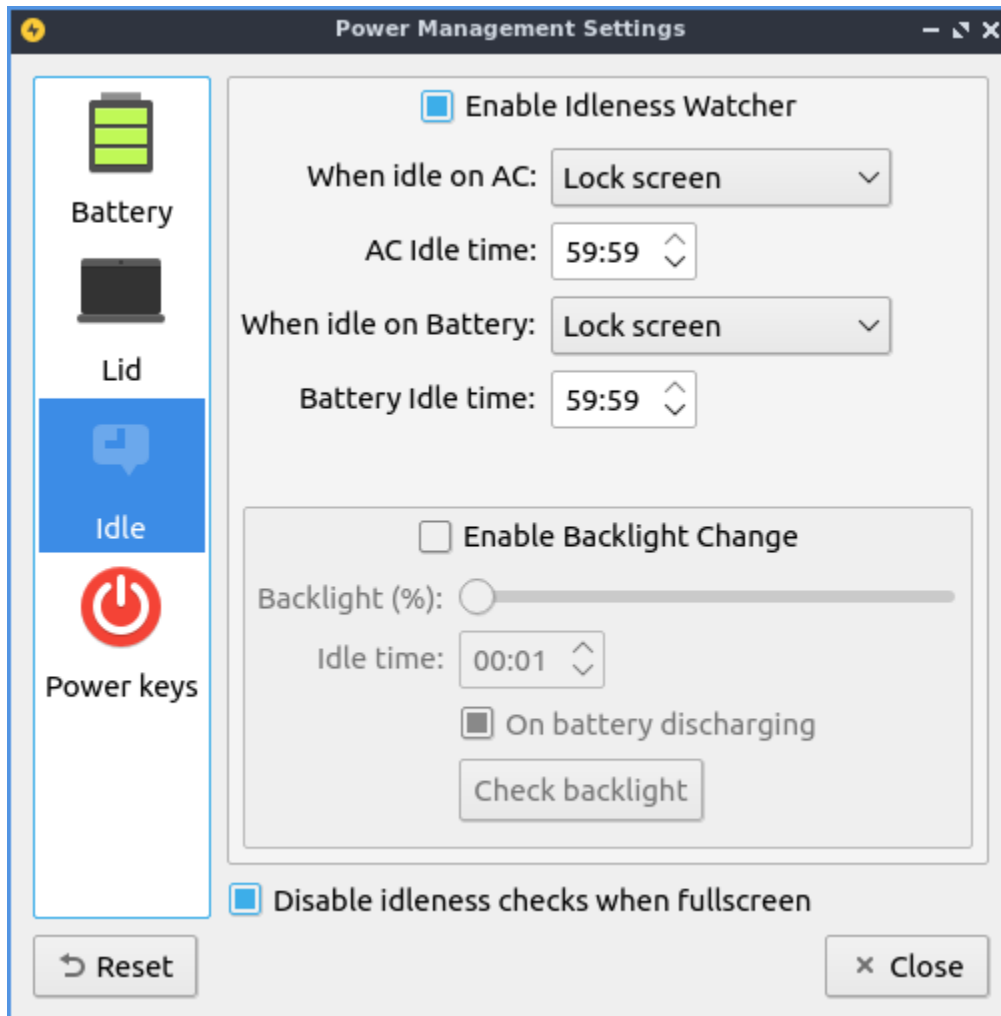 Power Management Settings
Battery
Lid
Idle
Power keys
Enable Idleness Watcher
When idle on AC: Lock screen
AC Idle time: 59:59
When idle on Battery: Lock screen
Battery Idle time: 59:59
Enable Backlight Change
Backlight (%):
Idle time: 00:01
On battery discharging
Check backlight
Disable idleness checks when fullscreen
Reset
Close